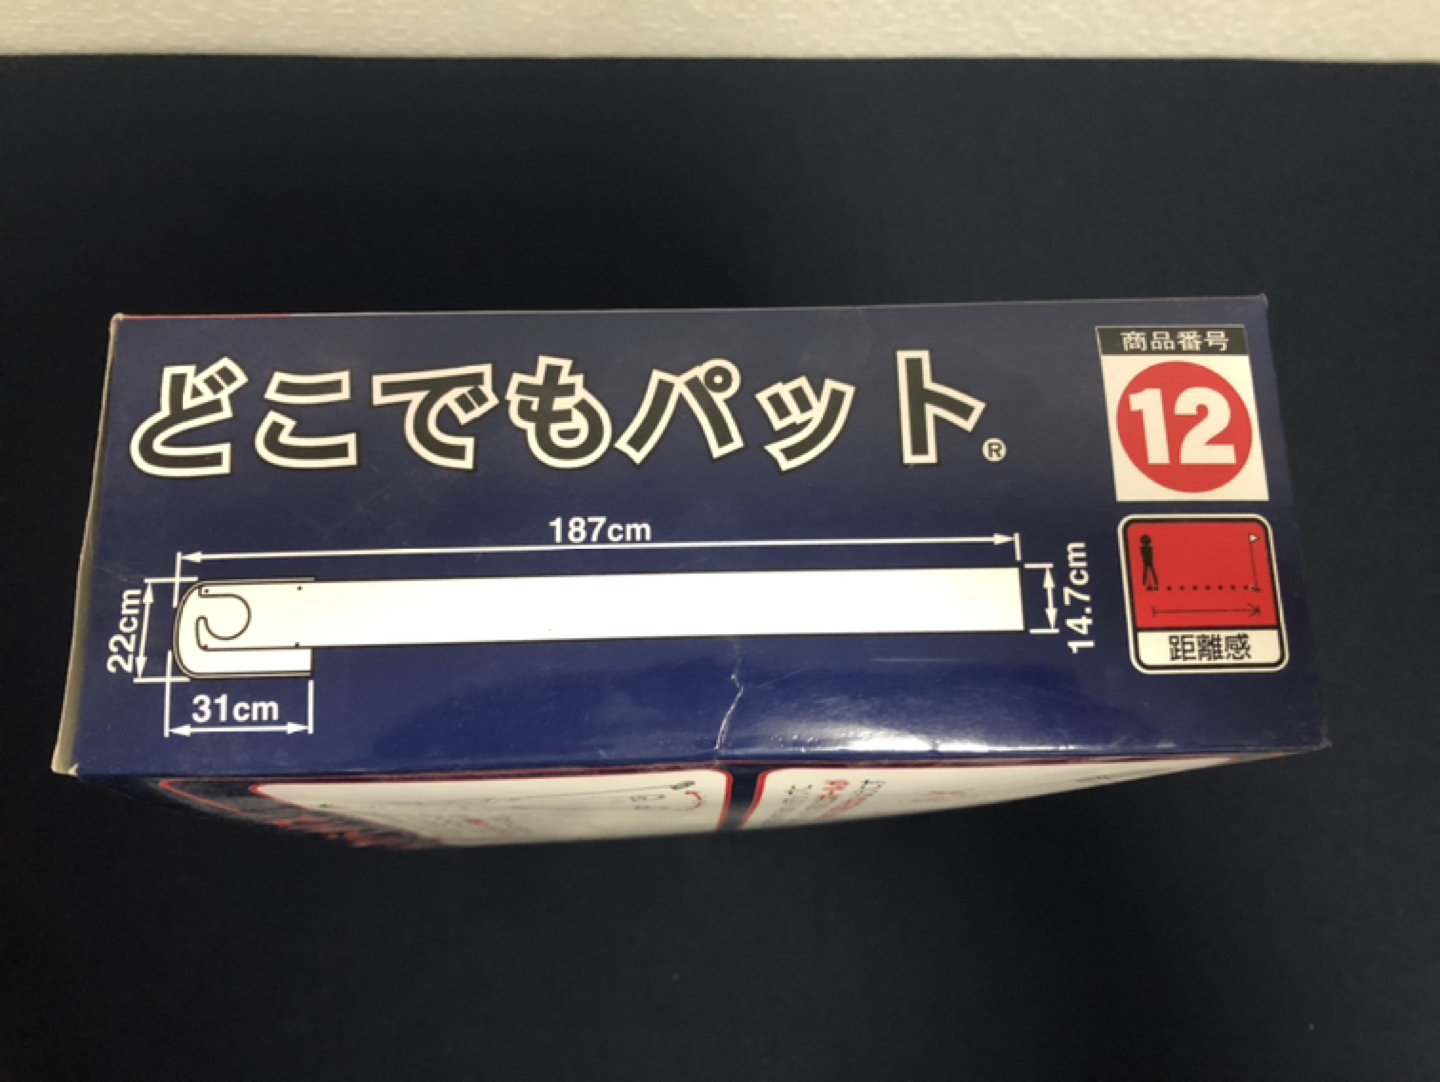 どこでもパット®
商品番号
12
187cm
22cm
14.7cm
31cm
距離感